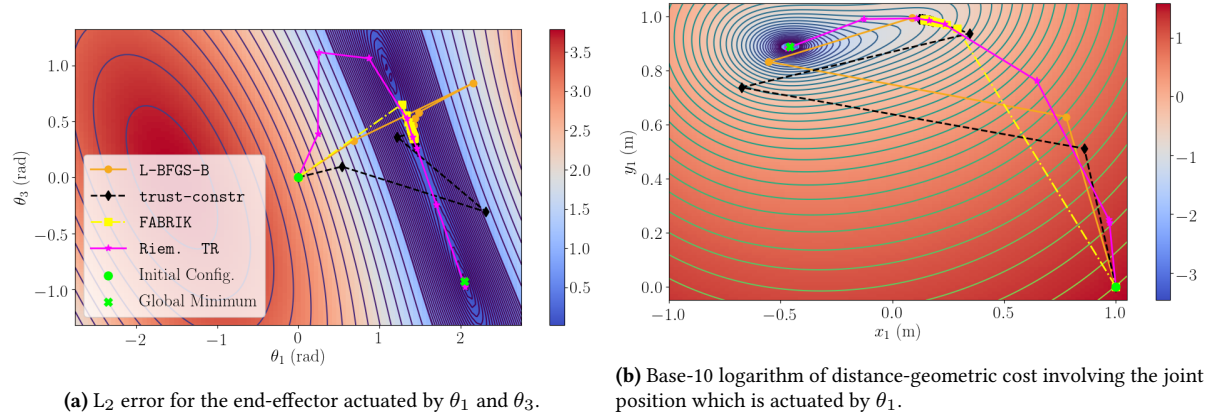 1.0
0.5
0.0
−0.5
−1.0
θ₃ (rad)
−2
−1
0
1
2
θ₁ (rad)
L-BFGS-B
trust-constr
FABRIK
Riem. TR
Initial Config.
Global Minimum
3.5
3.0
2.5
2.0
1.5
1.0
0.5
(a) L₂ error for the end-effector actuated by θ₁ and θ₃.
1.0
0.8
0.6
0.4
0.2
0.0
y₁ (m)
−1.0
−0.5
0.0
0.5
1.0
x₁ (m)
1
0
−1
−2
−3
(b) Base-10 logarithm of distance-geometric cost involving the joint
position which is actuated by θ₁.